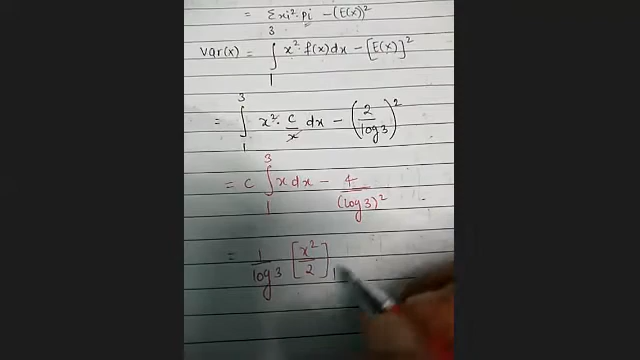 = Σxi²·pi - (E(x))²
Var(x) = ∫₁³ x²·f(x)dx - [E(x)]²
= ∫₁³ x²·c/x dx - (2/log3)²
= c ∫₁³ x dx - 4/(log3)²
= 1/log3 [x²/2]₁